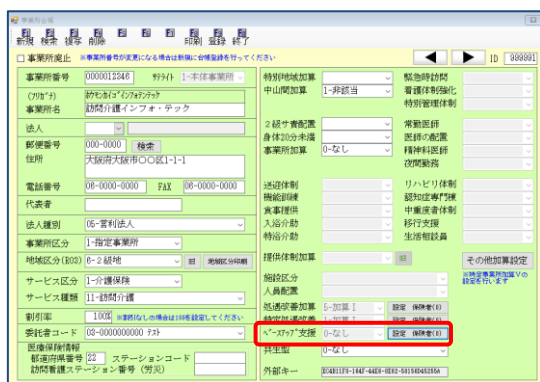 事業所台帳
新規 検索 複写 削除 印刷 登録 終了
事業所廃止 ※事業所番号が変更になる場合は新規に台帳登録を行ってください
ID 999991
事業所番号 0000012346 ｻﾃﾗｲﾄ 1-本体事業所
(ﾌﾘｶﾞﾅ) ﾎｳﾓﾝｶｲｺﾞｲﾝﾌｫﾃｯｸ
事業所名 訪問介護インフォ・テック
法人
郵便番号 000-0000 検索
住所 大阪府大阪市〇〇区1-1-1
電話番号 06-0000-0000 FAX 06-0000-0000
代表者
法人種別 05-営利法人
事業所区分 1-指定事業所
地域区分(R03) 6-2級地 旧 地域区分印刷
サービス区分 1-介護保険
サービス種類 11-訪問介護
割引率 100% ※割引なしの場合は100を設定してください
委託者コード 03-0000000000 ﾃｽﾄ
医療保険情報
都道府県番号 22 ステーションコード
訪問看護ステーション番号（労災）
特別地域加算
中山間加算 1-非該当
２級サ責配置
身体20分未満
事業所加算 0-なし
送迎体制
機能訓練
食事提供
入浴介助
特浴介助
提供体制加算 旧
施設区分
人員配置
処遇改善加算 5-加算Ⅰ 設定 保険者(0)
特定処遇改善 1-加算Ⅰ 設定 保険者(0)
ﾍﾞｰｽｱｯﾌﾟ支援 0-なし 設定 保険者(0)
共生型 0-なし
外部キー
緊急時訪問
看護体制強化
特別管理体制
常勤医師
医師の配置
精神科医師
夜間勤務
リハビリ体制
認知症専門棟
中重度者体制
移行支援
生活相談員
その他加算設定
※特定事業所加算Ⅴの設定を行います